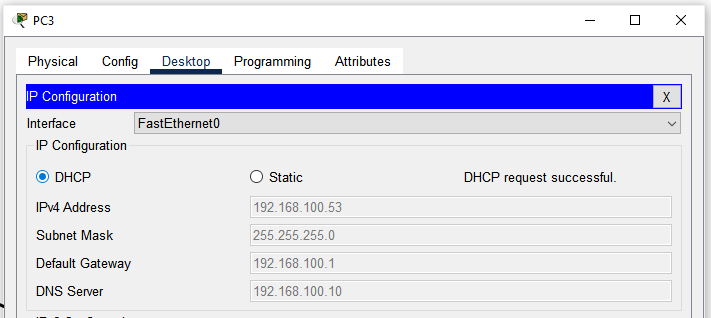 PC3
Physical Config Desktop Programming Attributes
IP Configuration X
Interface FastEthernet0
IP Configuration
DHCP Static DHCP request successful.
IPv4 Address 192.168.100.53
Subnet Mask 255.255.255.0
Default Gateway 192.168.100.1
DNS Server 192.168.100.10